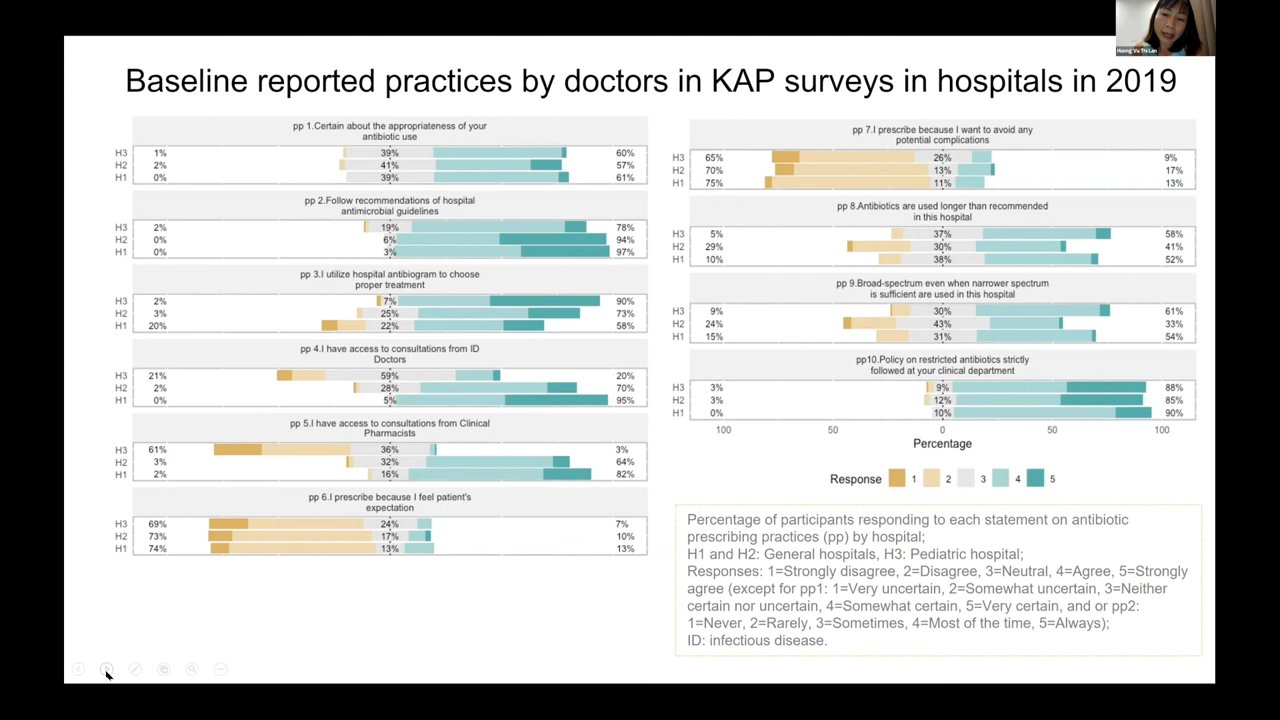 Huong Vu Thi Lan
Baseline reported practices by doctors in KAP surveys in hospitals in 2019
pp 1.Certain about the appropriateness of your
antibiotic use
H3 1% 39% 60%
H2 2% 41% 57%
H1 0% 39% 61%
pp 2.Follow recommendations of hospital
antimicrobial guidelines
H3 2% 19% 78%
H2 0% 6% 94%
H1 0% 3% 97%
pp 3.I utilize hospital antibiogram to choose
proper treatment
H3 2% 7% 90%
H2 3% 25% 73%
H1 20% 22% 58%
pp 4.I have access to consultations from ID
Doctors
H3 21% 59% 20%
H2 2% 28% 70%
H1 0% 5% 95%
pp 5.I have access to consultations from Clinical
Pharmacists
H3 61% 36% 3%
H2 3% 32% 64%
H1 2% 16% 82%
pp 6.I prescribe because I feel patient's
expectation
H3 69% 24% 7%
H2 73% 17% 10%
H1 74% 13% 13%
pp 7.I prescribe because I want to avoid any
potential complications
H3 65% 26% 9%
H2 70% 13% 17%
H1 75% 11% 13%
pp 8.Antibiotics are used longer than recommended
in this hospital
H3 5% 37% 58%
H2 29% 30% 41%
H1 10% 38% 52%
pp 9.Broad-spectrum even when narrower spectrum
is sufficient are used in this hospital
H3 9% 30% 61%
H2 24% 43% 33%
H1 15% 31% 54%
pp10.Policy on restricted antibiotics strictly
followed at your clinical department
H3 3% 9% 88%
H2 3% 12% 85%
H1 0% 10% 90%
100 50 0 50 100
Percentage
Response 1 2 3 4 5
Percentage of participants responding to each statement on antibiotic
prescribing practices (pp) by hospital;
H1 and H2: General hospitals, H3: Pediatric hospital;
Responses: 1=Strongly disagree, 2=Disagree, 3=Neutral, 4=Agree, 5=Strongly
agree (except for pp1: 1=Very uncertain, 2=Somewhat uncertain, 3=Neither
certain nor uncertain, 4=Somewhat certain, 5=Very certain, and or pp2:
1=Never, 2=Rarely, 3=Sometimes, 4=Most of the time, 5=Always);
ID: infectious disease.